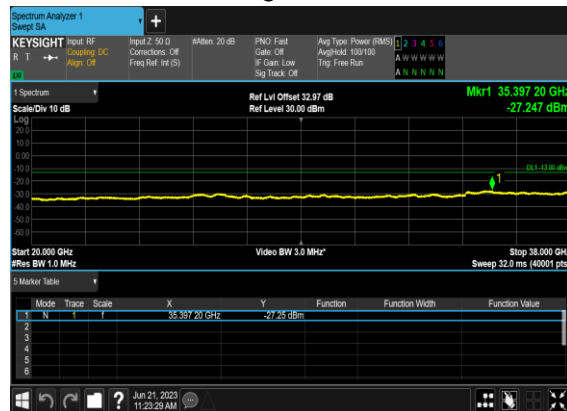 Spectrum Analyzer 1
Swept SA
KEYSIGHT Input: RF Input Z: 50 Ω #Atten: 20 dB PNO: Fast Avg Type: Power (RMS) 1 2 3 4 5 6
R T Coupling: DC Corrections: Off Gate: Off Avg|Hold: 100/100 A W W W W W
Align: Off Freq Ref: Int (S) IF Gain: Low Trig: Free Run
Sig Track: Off A N N N N N
1 Spectrum Ref Lvl Offset 32.97 dB Mkr1 35.397 20 GHz
Scale/Div 10 dB Ref Level 30.00 dBm -27.247 dBm
Log
20.0
10.0
0.00
-10.0 DL1 -13.00 dBm
1
-20.0
-30.0
-40.0
-50.0
-60.0
Start 20.000 GHz Video BW 3.0 MHz* Stop 38.000 GHz
#Res BW 1.0 MHz Sweep 32.0 ms (40001 pts)
5 Marker Table
Mode Trace Scale X Y Function Function Width Function Value
1 N 1 f 35.397 20 GHz -27.25 dBm
2
3
4
5
6
? Jun 21, 2023
11:23:29 AM